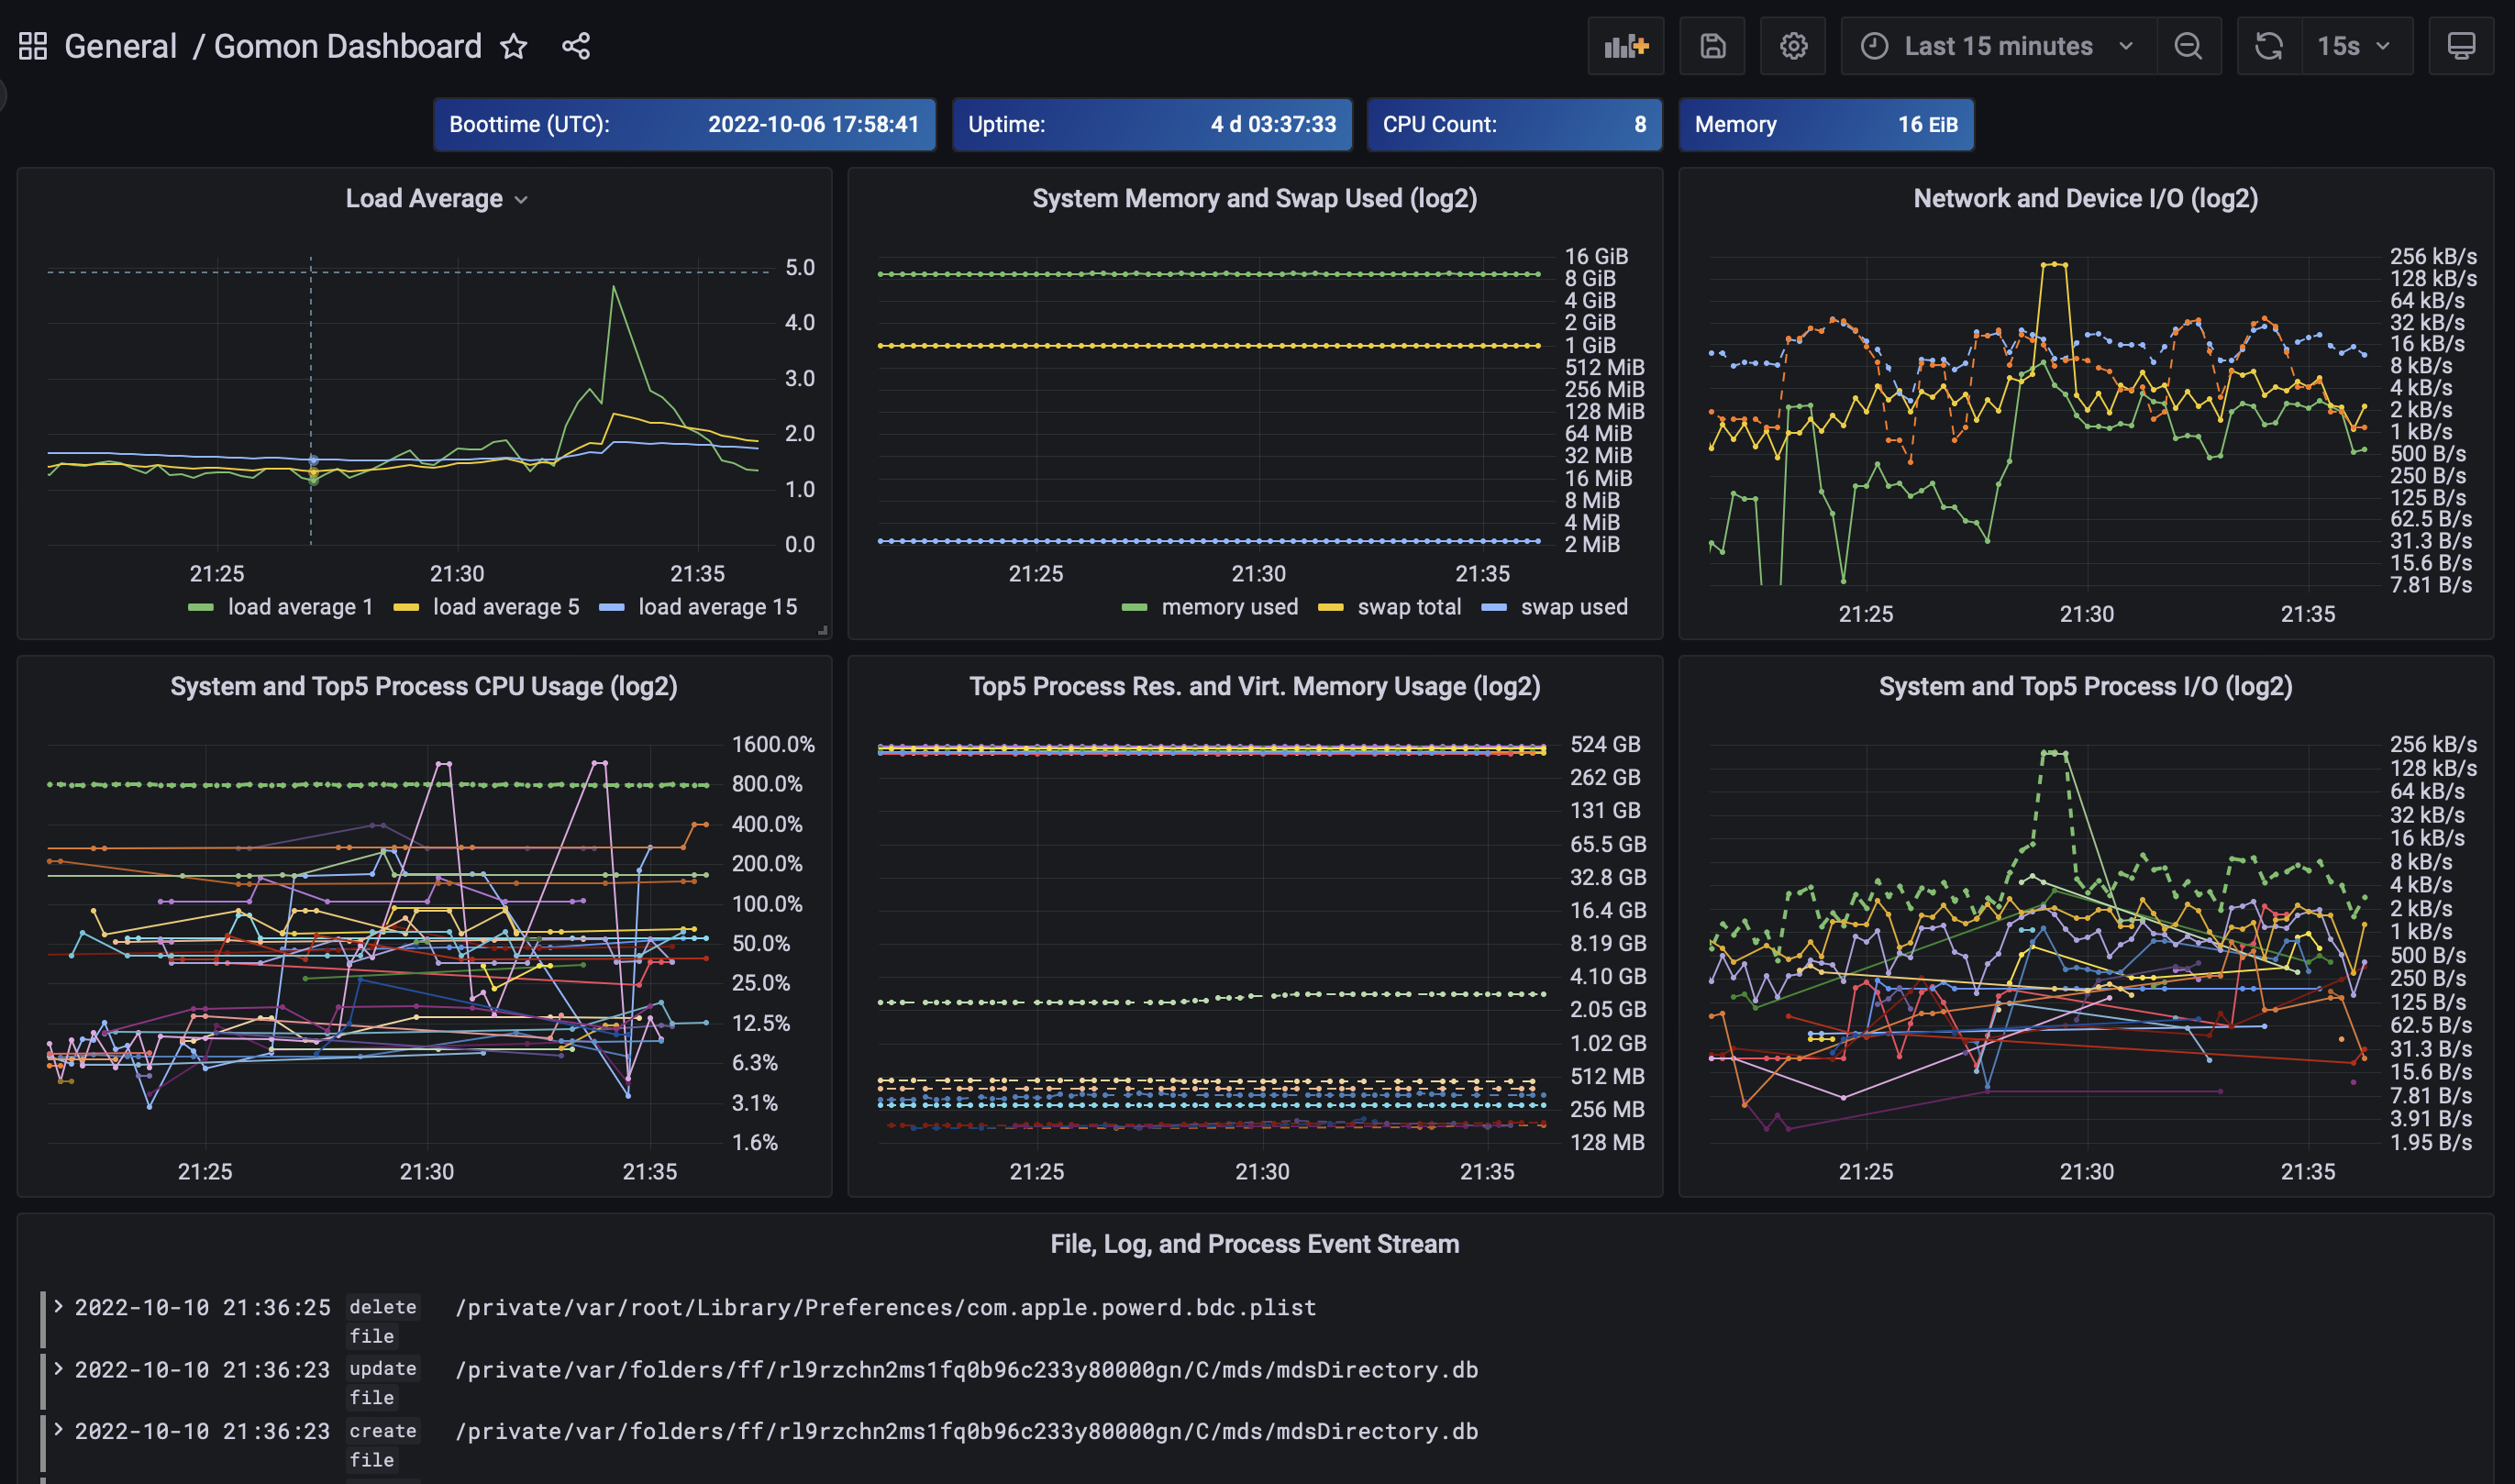 General / Gomon Dashboard
Last 15 minutes
15s
Boottime (UTC): 2022-10-06 17:58:41
Uptime: 4 d 03:37:33
CPU Count: 8
Memory 16 EiB
Load Average
5.0
4.0
3.0
2.0
1.0
0.0
21:25 21:30 21:35
load average 1 load average 5 load average 15
System Memory and Swap Used (log2)
16 GiB
8 GiB
4 GiB
2 GiB
1 GiB
512 MiB
256 MiB
128 MiB
64 MiB
32 MiB
16 MiB
8 MiB
4 MiB
2 MiB
21:25 21:30 21:35
memory used swap total swap used
Network and Device I/O (log2)
256 kB/s
128 kB/s
64 kB/s
32 kB/s
16 kB/s
8 kB/s
4 kB/s
2 kB/s
1 kB/s
500 B/s
250 B/s
125 B/s
62.5 B/s
31.3 B/s
15.6 B/s
7.81 B/s
21:25 21:30 21:35
System and Top5 Process CPU Usage (log2)
1600.0%
800.0%
400.0%
200.0%
100.0%
50.0%
25.0%
12.5%
6.3%
3.1%
1.6%
21:25 21:30 21:35
Top5 Process Res. and Virt. Memory Usage (log2)
524 GB
262 GB
131 GB
65.5 GB
32.8 GB
16.4 GB
8.19 GB
4.10 GB
2.05 GB
1.02 GB
512 MB
256 MB
128 MB
21:25 21:30 21:35
System and Top5 Process I/O (log2)
256 kB/s
128 kB/s
64 kB/s
32 kB/s
16 kB/s
8 kB/s
4 kB/s
2 kB/s
1 kB/s
500 B/s
250 B/s
125 B/s
62.5 B/s
31.3 B/s
15.6 B/s
7.81 B/s
3.91 B/s
1.95 B/s
21:25 21:30 21:35
File, Log, and Process Event Stream
2022-10-10 21:36:25 delete /private/var/root/Library/Preferences/com.apple.powerd.bdc.plist
file
2022-10-10 21:36:23 update /private/var/folders/ff/rl9rzchn2ms1fq0b96c233y80000gn/C/mds/mdsDirectory.db
file
2022-10-10 21:36:23 create /private/var/folders/ff/rl9rzchn2ms1fq0b96c233y80000gn/C/mds/mdsDirectory.db
file